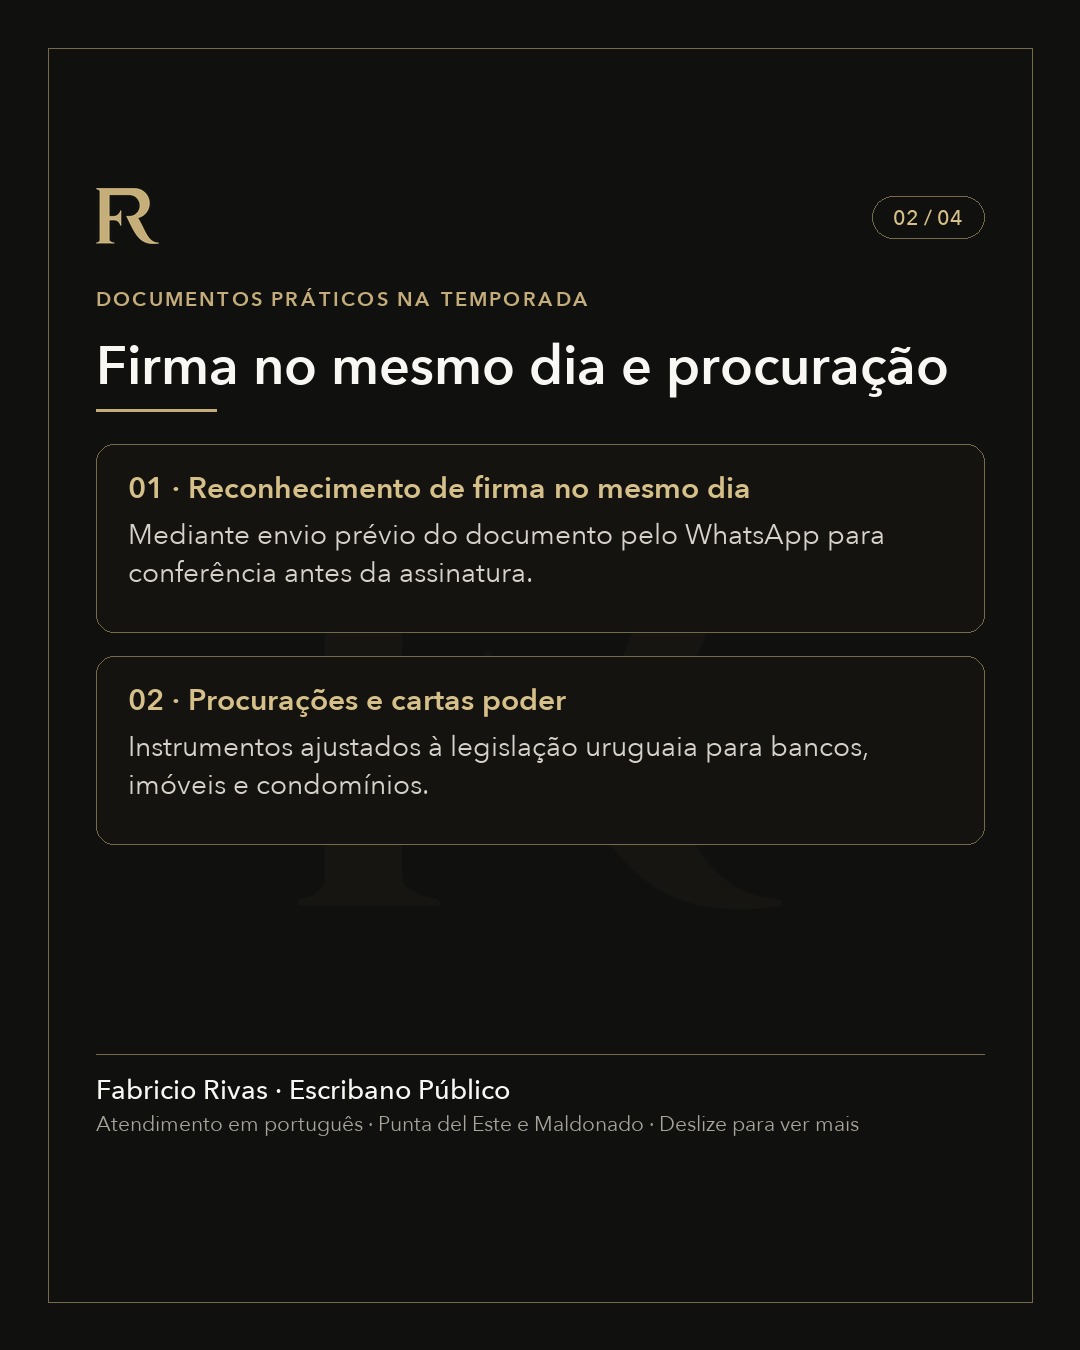 R
02 / 04
DOCUMENTOS PRÁTICOS NA TEMPORADA
Firma no mesmo dia e procuração
01 · Reconhecimento de firma no mesmo dia
Mediante envio prévio do documento pelo WhatsApp para
conferência antes da assinatura.
02 · Procurações e cartas poder
Instrumentos ajustados à legislação uruguaia para bancos,
imóveis e condomínios.
Fabricio Rivas · Escribano Público
Atendimento em português · Punta del Este e Maldonado · Deslize para ver mais